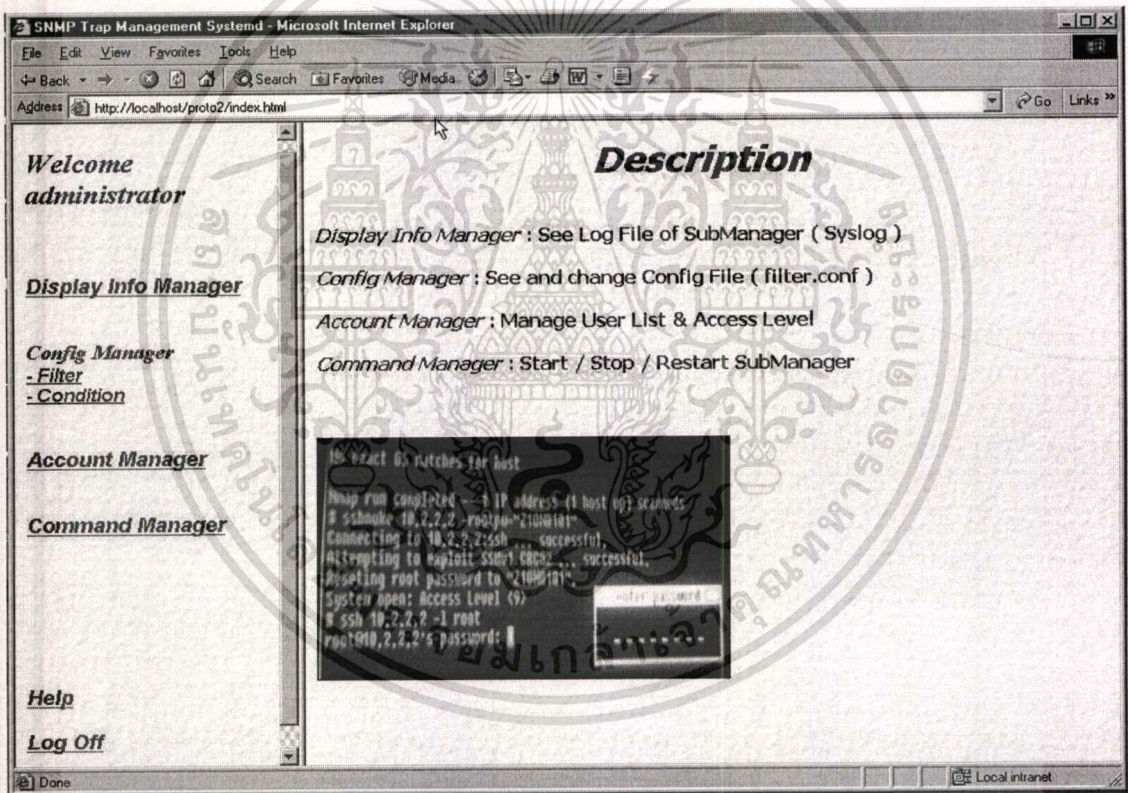 SNMP Trap Management Systemd - Microsoft Internet Explorer
File Edit View Favorites Tools Help
Back Search Favorites Media
Address http://localhost/proto2/index.html Go Links »
Welcome
administrator
Display Info Manager
Config Manager
- Filter
- Condition
Account Manager
Command Manager
Help
Log Off
Description
Display Info Manager : See Log File of SubManager ( Syslog )
Config Manager : See and change Config File ( filter.conf )
Account Manager : Manage User List & Access Level
Command Manager : Start / Stop / Restart SubManager
exact OS matches for host
Nmap run completed -- 1 IP address (1 host up) scanneds
# sshnuke 10.2.2.2 -rootpw="Z10N0101"
Connecting to 10.2.2.2:ssh ... successful.
Attempting to exploit SSHv1 CRC32 ... successful.
Reseting root password to "Z10N0101".
System open: Access Level (9)
# ssh 10.2.2.2 -l root
root@10.2.2.2's password:
Done
Local intranet